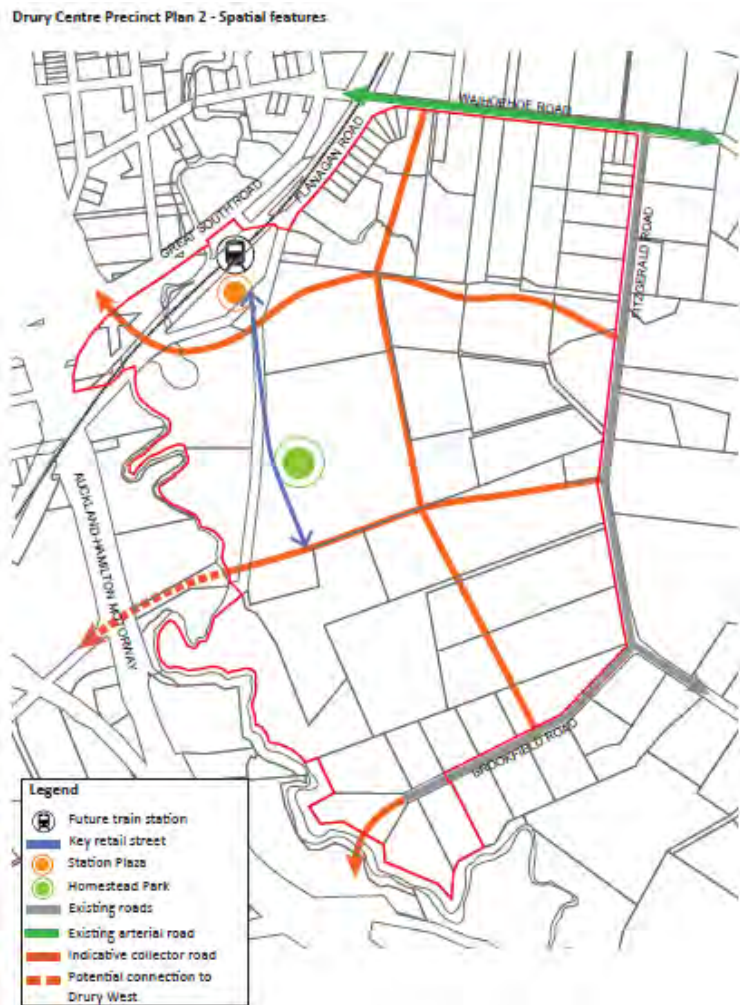 Drury Centre Precinct Plan 2 - Spatial features
WAIHOEHOE ROAD
FLANAGAN ROAD
GREAT SOUTH ROAD
FITZGERALD ROAD
AUCKLAND-HAMILTON MOTORWAY
BROOKFIELD ROAD
Legend
Future train station
Key retail street
Station Plaza
Homestead Park
Existing roads
Existing arterial road
Indicative collector road
Potential connection to
Drury West